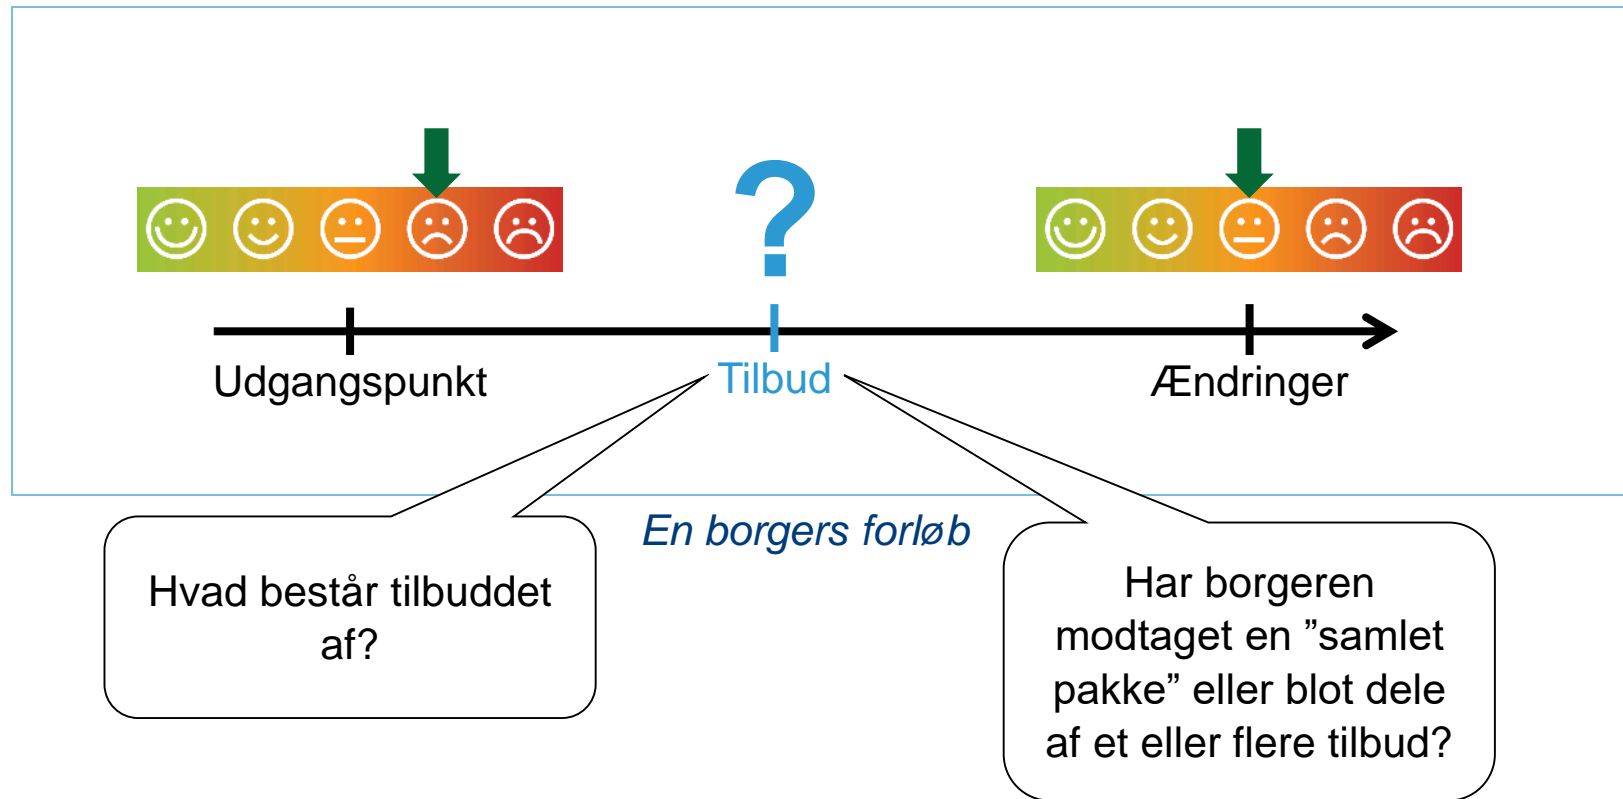 ?
Udgangspunkt
Tilbud
Ændringer
En borgers forløb
Hvad består tilbuddet
af?
Har borgeren
modtaget en ”samlet
pakke” eller blot dele
af et eller flere tilbud?